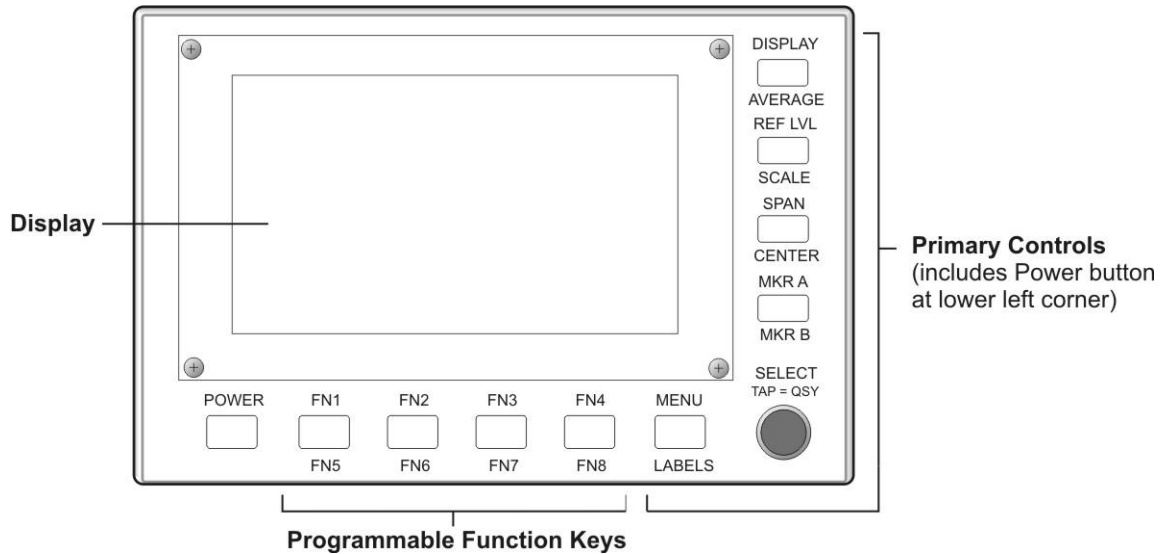 DISPLAY
AVERAGE
REF LVL
SCALE
SPAN
CENTER
MKR A
MKR B
Display
Primary Controls
(includes Power button
at lower left corner)
SELECT
TAP = QSY
POWER FN1 FN2 FN3 FN4 MENU
FN5 FN6 FN7 FN8 LABELS
Programmable Function Keys